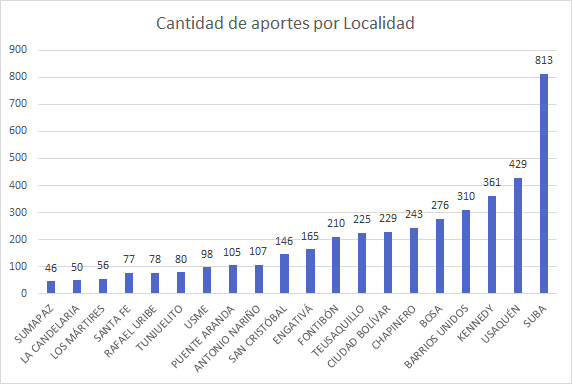 Cantidad de aportes por Localidad
900
800
700
600
500
400
300
200
100
0
46
50
56
77
78
80
98
105
107
146
165
210
225
229
243
276
310
361
429
813
SUMAPAZ
LA CANDELARIA
LOS MÁRTIRES
SANTA FE
RAFAEL URIBE
TUNJUELITO
USME
PUENTE ARANDA
ANTONIO NARIÑO
SAN CRISTÓBAL
ENGATIVÁ
FONTIBÓN
TEUSAQUILLO
CIUDAD BOLÍVAR
CHAPINERO
BOSA
BARRIOS UNIDOS
KENNEDY
USAQUÉN
SUBA